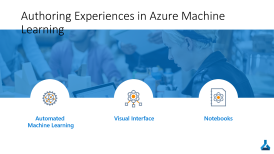 Authoring Experiences in Azure Machine
Learning
Automated
Machine Learning
Visual Interface
Notebooks